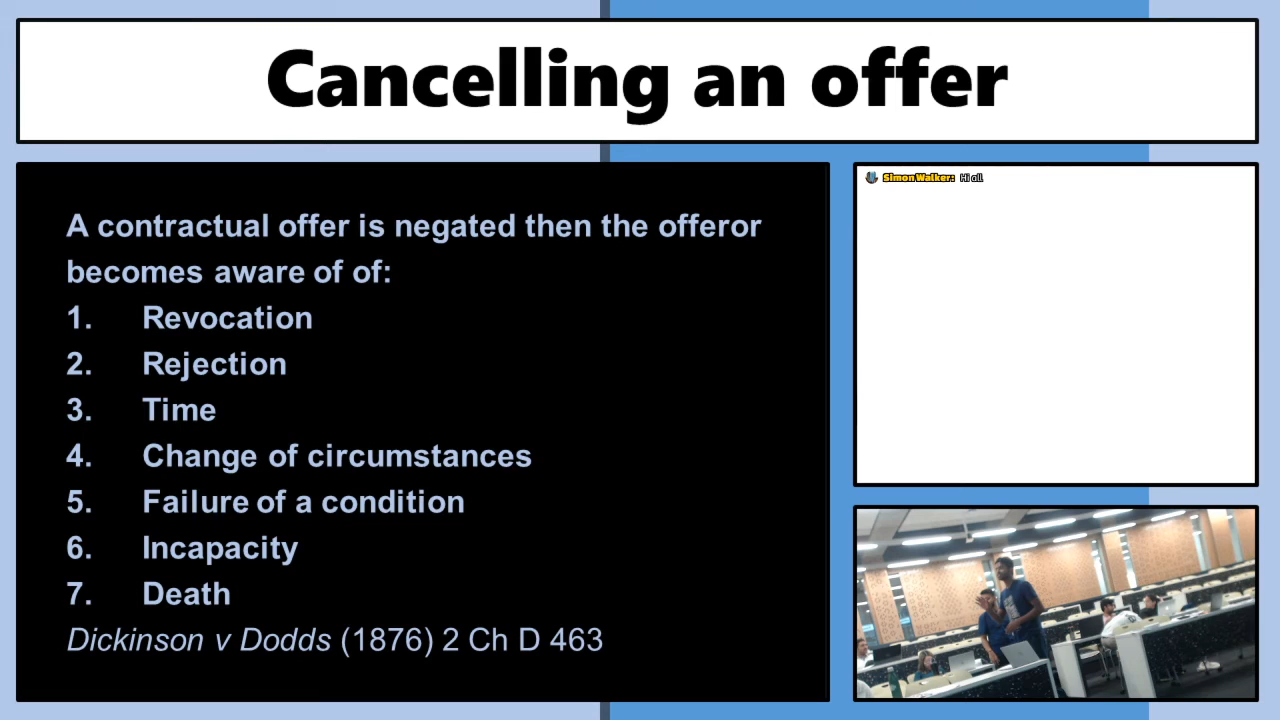 Cancelling an offer
A contractual offer is negated then the offeror
becomes aware of of:
1. Revocation
2. Rejection
3. Time
4. Change of circumstances
5. Failure of a condition
6. Incapacity
7. Death
Dickinson v Dodds (1876) 2 Ch D 463
Simon Walker: Hi all